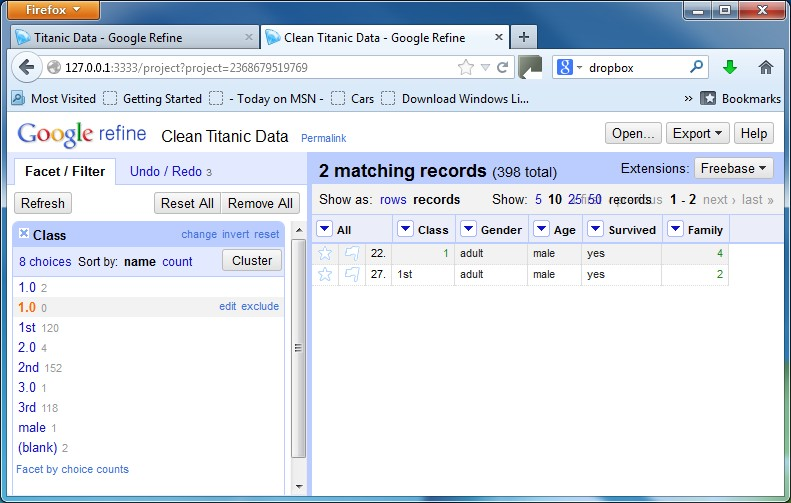 Firefox
Titanic Data - Google Refine
Clean Titanic Data - Google Refine
127.0.0.1:3333/project?project=2368679519769
dropbox
Most Visited Getting Started - Today on MSN - Cars Download Windows Li... » Bookmarks
Google refine Clean Titanic Data Permalink Open... Export Help
Facet / Filter Undo / Redo 3
Refresh Reset All Remove All
Class change invert reset
8 choices Sort by: name count Cluster
1.0 2
1.0 0 edit exclude
1st 120
2.0 4
2nd 152
3.0 1
3rd 118
male 1
(blank) 2
Facet by choice counts
2 matching records (398 total) Extensions: Freebase
Show as: rows records Show: 5 10 25 50 records 1 - 2 next › last »
All Class Gender Age Survived Family
22. 1 adult male yes 4
27. 1st adult male yes 2